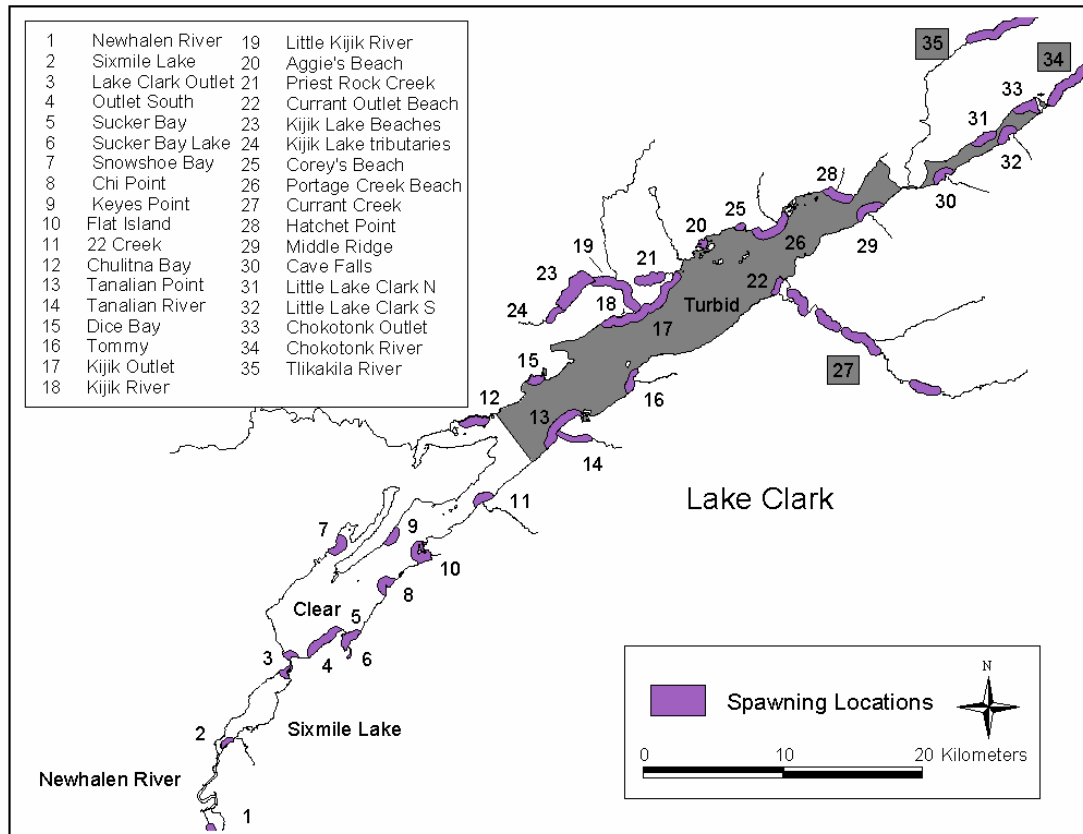 1 Newhalen River 19 Little Kijik River
2 Sixmile Lake 20 Aggie's Beach
3 Lake Clark Outlet 21 Priest Rock Creek
4 Outlet South 22 Currant Outlet Beach
5 Sucker Bay 23 Kijik Lake Beaches
6 Sucker Bay Lake 24 Kijik Lake tributaries
7 Snowshoe Bay 25 Corey's Beach
8 Chi Point 26 Portage Creek Beach
9 Keyes Point 27 Currant Creek
10 Flat Island 28 Hatchet Point
11 22 Creek 29 Middle Ridge
12 Chulitna Bay 30 Cave Falls
13 Tanalian Point 31 Little Lake Clark N
14 Tanalian River 32 Little Lake Clark S
15 Dice Bay 33 Chokotonk Outlet
16 Tommy 34 Chokotonk River
17 Kijik Outlet 35 Tlikakila River
18 Kijik River
35
34
33
31
32
30
28
29
25
20
26
19
21
23
22
24
18
Turbid
17
27
15
16
12
13
14
Lake Clark
11
7
9
10
8
Clear
5
3
4
6
2
Sixmile Lake
Newhalen River
1
N
Spawning Locations
0 10 20 Kilometers